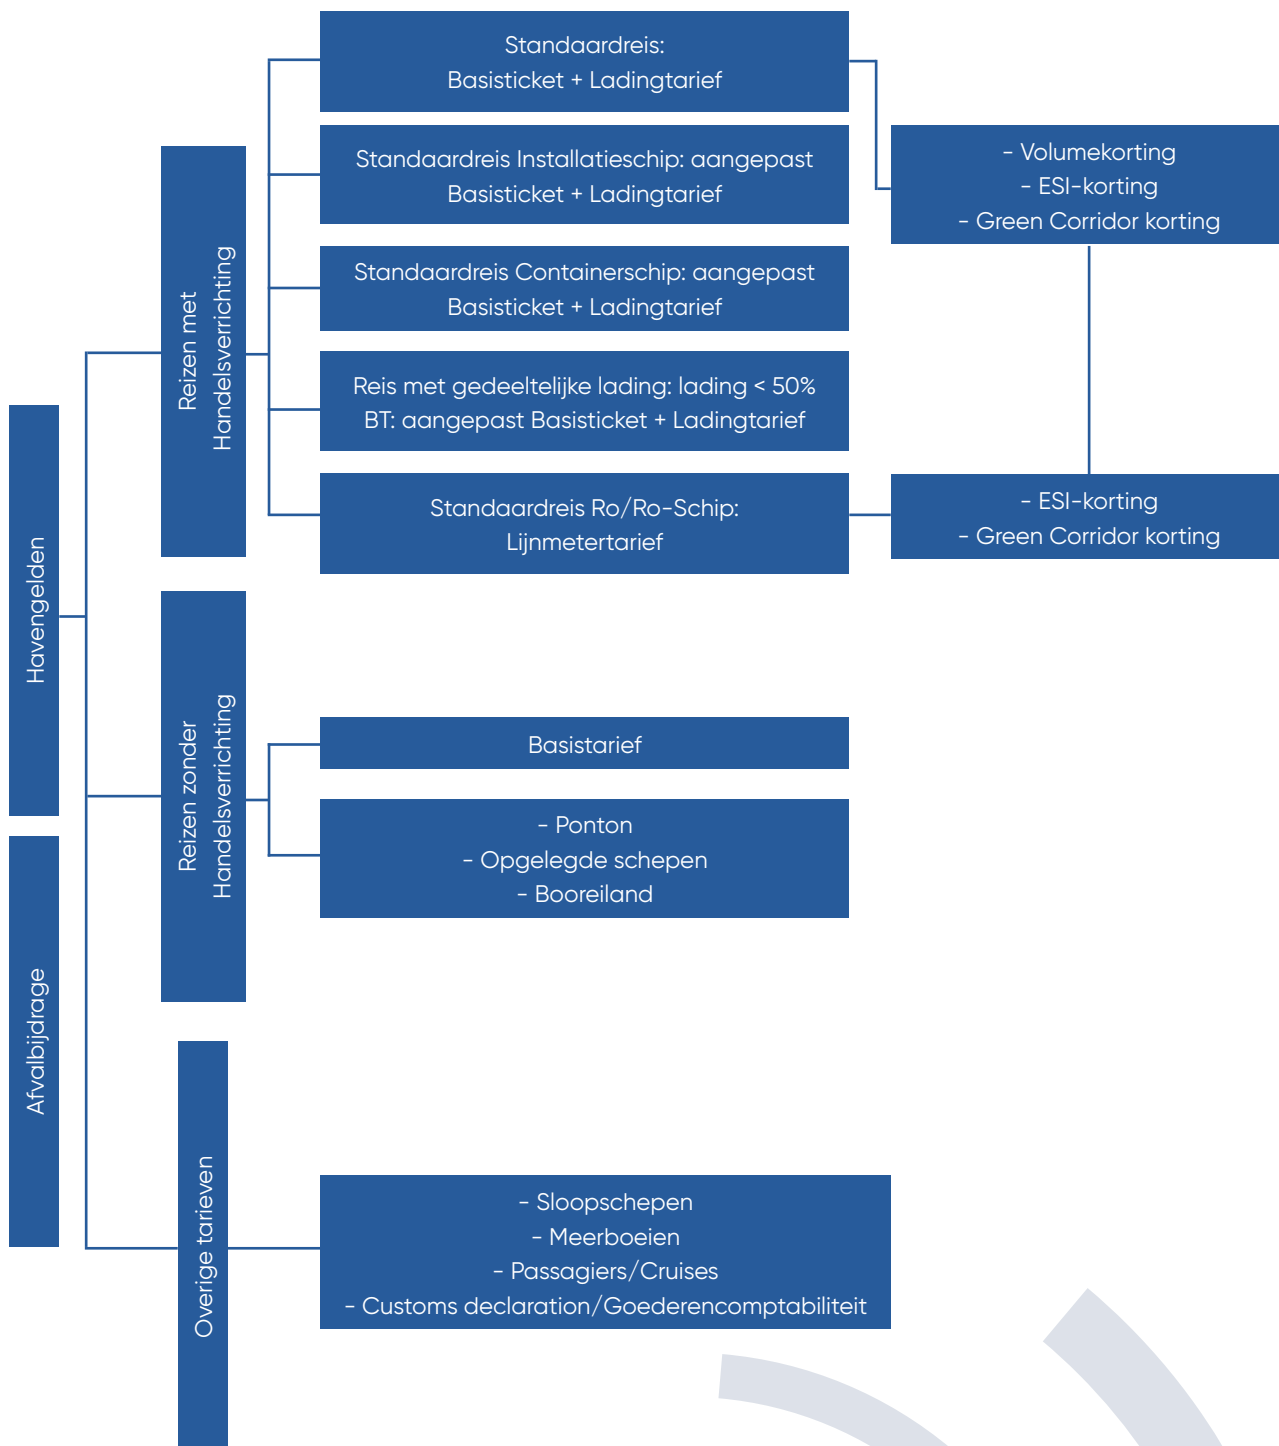 Havengelden
Afvalbijdrage
Reizen met
Handelsverrichting
Standaardreis:
Basisticket + Ladingtarief
Standaardreis Installatieschip: aangepast
Basisticket + Ladingtarief
Standaardreis Containerschip: aangepast
Basisticket + Ladingtarief
Reis met gedeeltelijke lading: lading < 50%
BT: aangepast Basisticket + Ladingtarief
Standaardreis Ro/Ro-Schip:
Lijnmetertarief
- Volumekorting
- ESI-korting
- Green Corridor korting
- ESI-korting
- Green Corridor korting
Reizen zonder
Handelsverrichting
Basistarief
- Ponton
- Opgelegde schepen
- Booreiland
Overige tarieven
- Sloopschepen
- Meerboeien
- Passagiers/Cruises
- Customs declaration/Goederencomptabiliteit